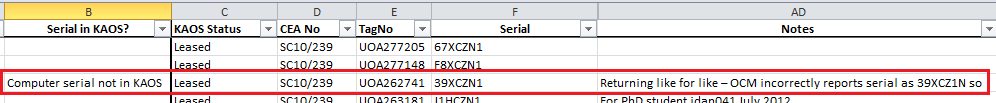 B C D E F AD
Serial in KAOS? KAOS Status CEA No TagNo Serial Notes
Leased SC10/239 UOA277205 67XCZN1
Leased SC10/239 UOA277148 F8XCZN1
Computer serial not in KAOS Leased SC10/239 UOA262741 39XCZN1 Returning like for like – OCM incorrectly reports serial as 39XCZ1N so
Leased SC10/239 UOA263181 J1HCZN1 For PhD student jdap041 July 2012